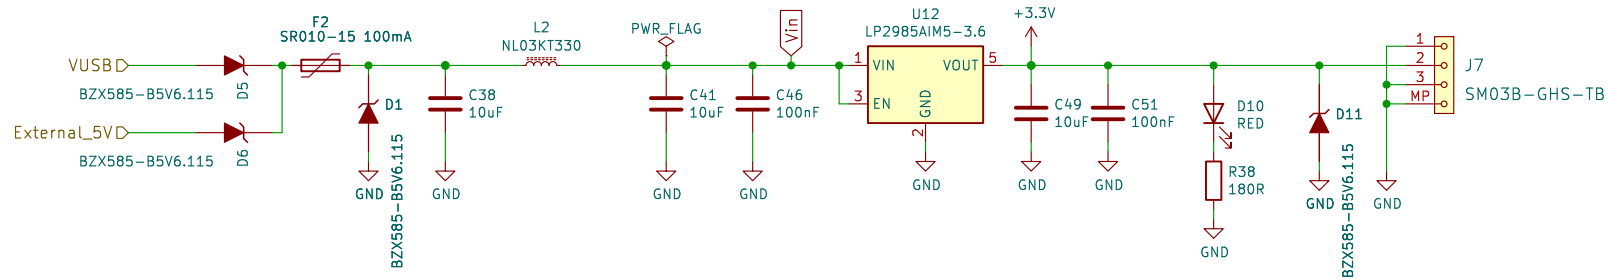 VUSB
External_5V
D5
BZX585-B5V6.115
D6
BZX585-B5V6.115
F2
SR010-15 100mA
D1
BZX585-B5V6.115
GND
C38
10uF
GND
L2
NL03KT330
PWR_FLAG
C41
10uF
GND
C46
100nF
GND
Vin
U12
LP2985AIM5-3.6
1
VIN
VOUT
5
3
EN
GND
2
GND
+3.3V
C49
10uF
GND
C51
100nF
GND
D10
RED
R38
180R
GND
D11
BZX585-B5V6.115
GND
1
2
3
MP
GND
J7
SM03B-GHS-TB